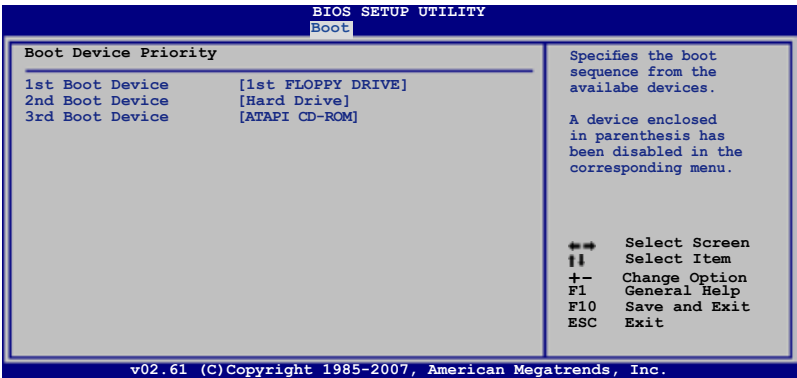 BIOS SETUP UTILITY
Boot
Boot Device Priority
1st Boot Device [1st FLOPPY DRIVE]
2nd Boot Device [Hard Drive]
3rd Boot Device [ATAPI CD-ROM]
Specifies the boot
sequence from the
availabe devices.
A device enclosed
in parenthesis has
been disabled in the
corresponding menu.
←→ Select Screen
↑↓ Select Item
+- Change Option
F1 General Help
F10 Save and Exit
ESC Exit
v02.61 (C)Copyright 1985-2007, American Megatrends, Inc.